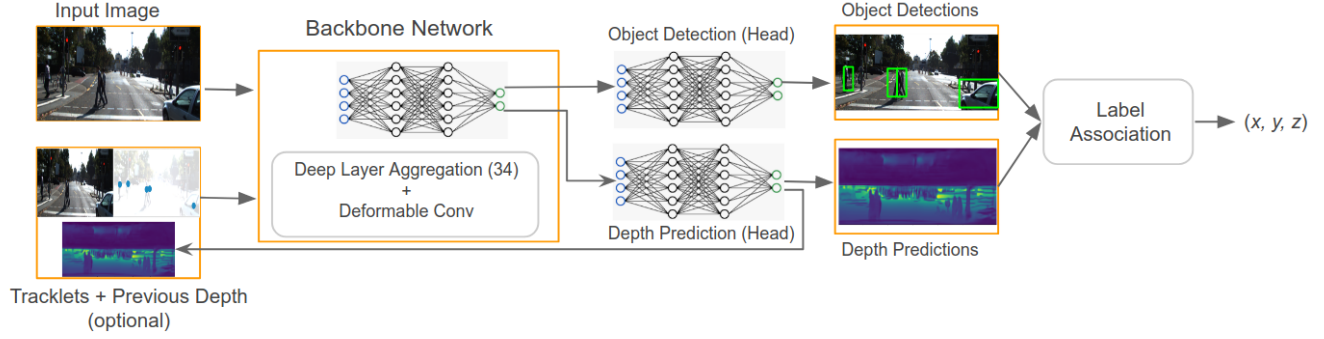 Input Image
Backbone Network
Object Detection (Head)
Object Detections
Deep Layer Aggregation (34)
+
Deformable Conv
Label
Association
(x, y, z)
Depth Prediction (Head)
Depth Predictions
Tracklets + Previous Depth
(optional)